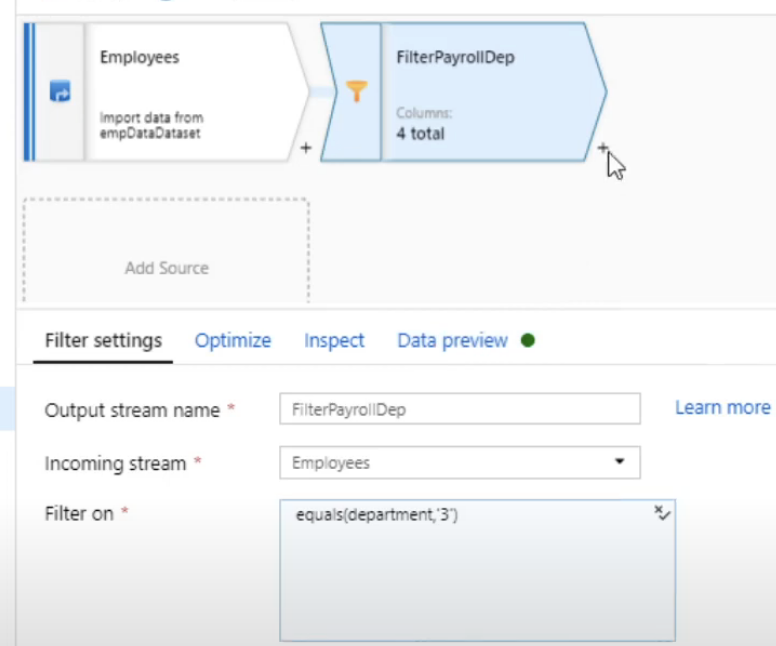 Employees
Import data from
empDataDataset
+
FilterPayrollDep
Columns:
4 total
+
Add Source
Filter settings
Optimize
Inspect
Data preview
Output stream name *
FilterPayrollDep
Learn more
Incoming stream *
Employees
Filter on *
equals(department,'3')